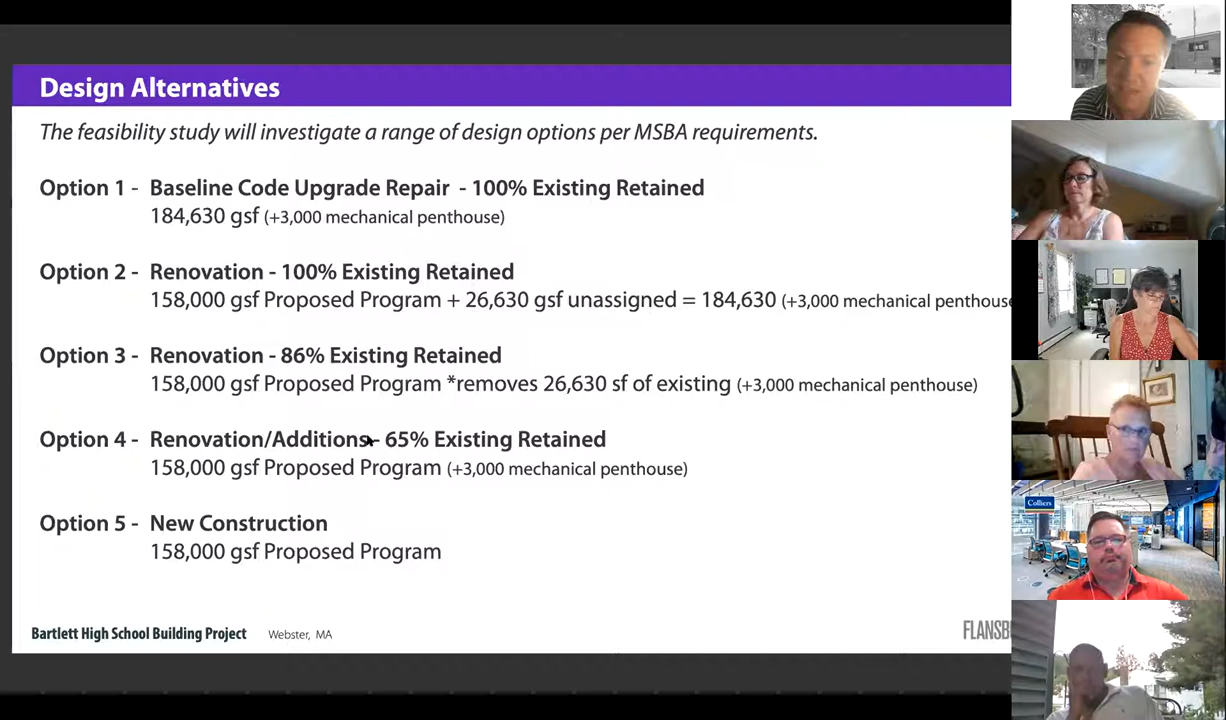 Design Alternatives
The feasibility study will investigate a range of design options per MSBA requirements.
Option 1 - Baseline Code Upgrade Repair - 100% Existing Retained
184,630 gsf (+3,000 mechanical penthouse)
Option 2 - Renovation - 100% Existing Retained
158,000 gsf Proposed Program + 26,630 gsf unassigned = 184,630 (+3,000 mechanical penthouse
Option 3 - Renovation - 86% Existing Retained
158,000 gsf Proposed Program *removes 26,630 sf of existing (+3,000 mechanical penthouse)
Option 4 - Renovation/Additions - 65% Existing Retained
158,000 gsf Proposed Program (+3,000 mechanical penthouse)
Option 5 - New Construction
158,000 gsf Proposed Program
Bartlett High School Building Project Webster, MA
FLANSB
Colliers